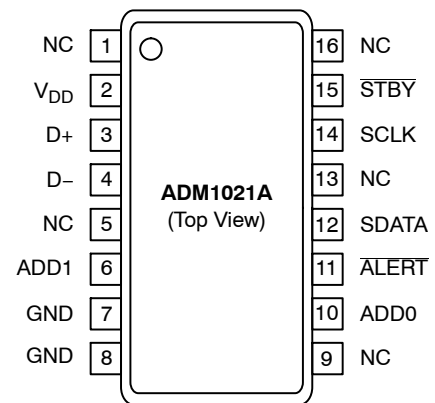 NC 1 16 NC
VDD 2 15 STBY
D+ 3 14 SCLK
D− 4 13 NC
ADM1021A
NC 5 (Top View) 12 SDATA
ADD1 6 11 ALERT
GND 7 10 ADD0
GND 8 9 NC